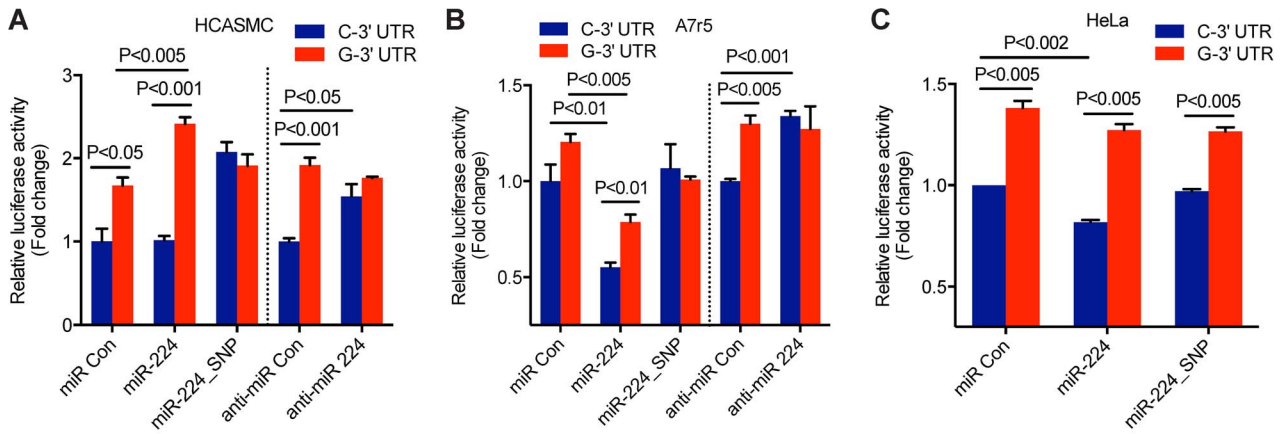 A
HCASMC
C-3' UTR
G-3' UTR
P<0.005
P<0.001
P<0.05
P<0.05
P<0.001
Relative luciferase activity
(Fold change)
3
2
1
0
miR Con
miR-224
miR-224_SNP
anti-miR Con
anti-miR 224
B
C-3' UTR
A7r5
G-3' UTR
P<0.001
P<0.005
P<0.005
P<0.01
P<0.01
Relative luciferase activity
(Fold change)
1.5
1.0
0.5
miR Con
miR-224
miR-224_SNP
anti-miR Con
anti-miR 224
C
HeLa
C-3' UTR
G-3' UTR
P<0.002
P<0.005
P<0.005
P<0.005
Relative luciferase activity
(Fold change)
1.5
1.0
0.5
miR Con
miR-224
miR-224_SNP